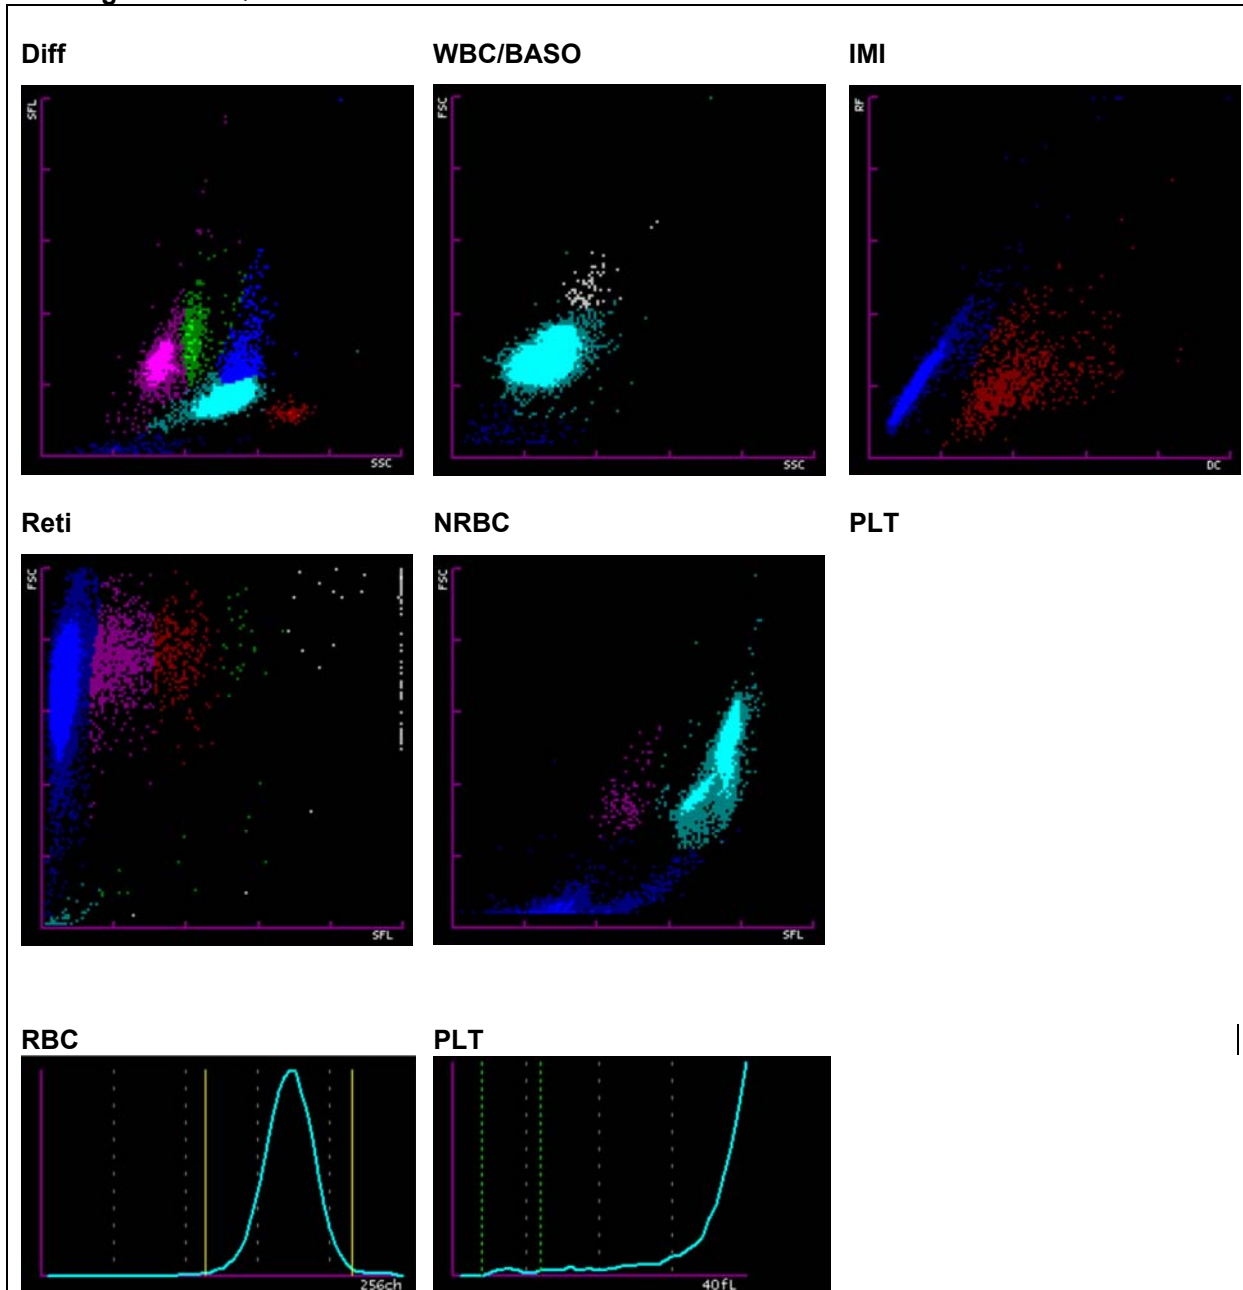 Diff
WBC/BASO
IMI
SFL
SSC
FSC
SSC
RF
DC
Reti
NRBC
PLT
FSC
SFL
FSC
SFL
RBC
PLT
256ch
40fL